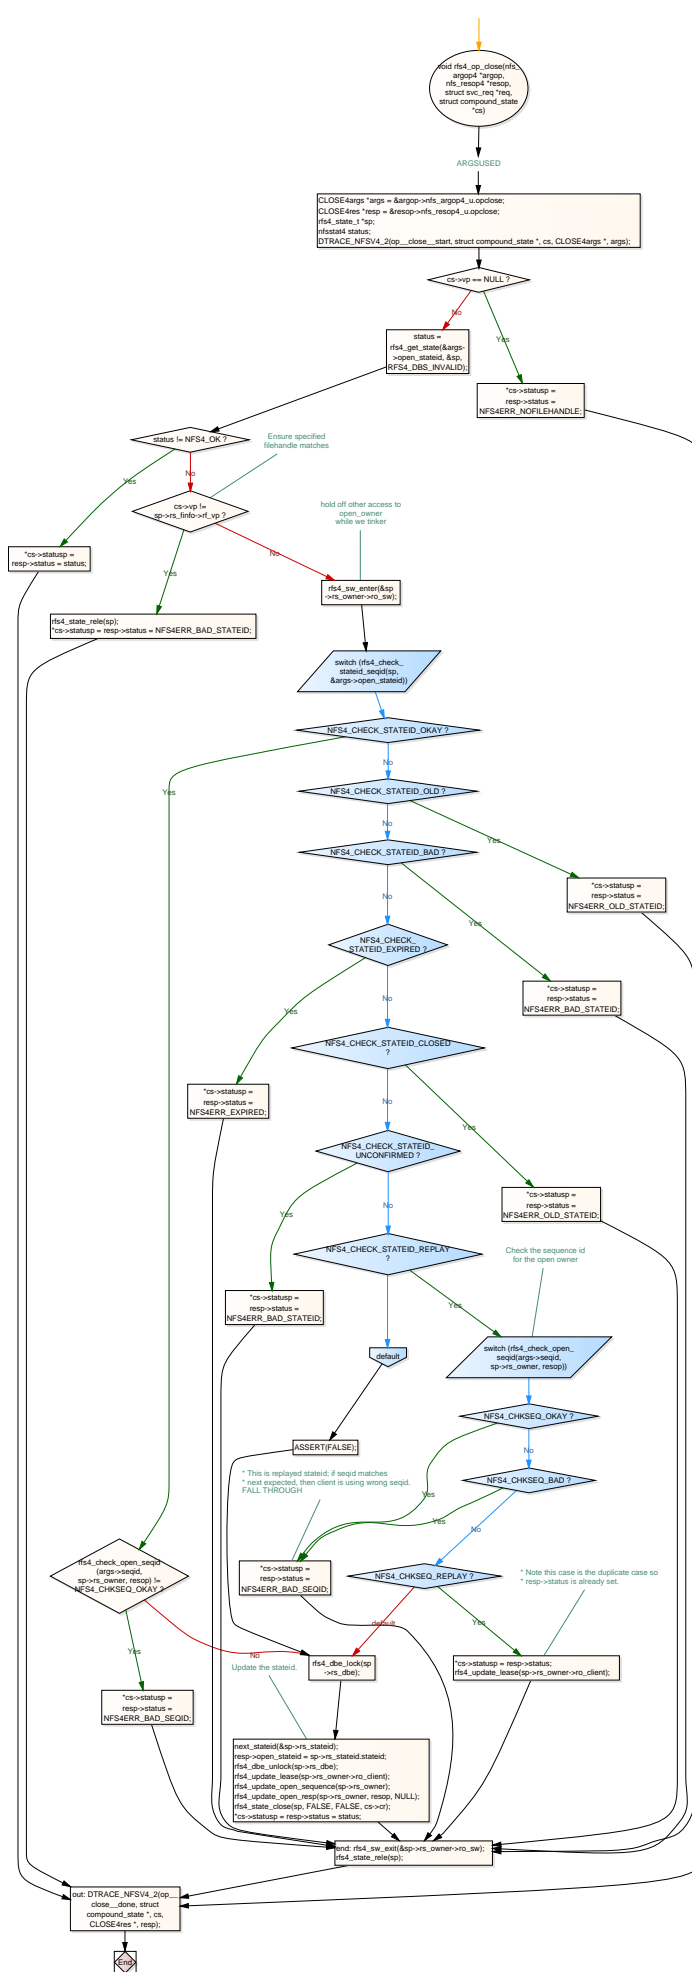 void rfs4_op_close(nfs_
argop4 *argop,
nfs_resop4 *resop,
struct svc_req *req,
struct compound_state
*cs)
ARGSUSED
CLOSE4args *args = &argop->nfs_argop4_u.opclose;
CLOSE4res *resp = &resop->nfs_resop4_u.opclose;
rfs4_state_t *sp;
nfsstat4 status;
DTRACE_NFSV4_2(op__close__start, struct compound_state *, cs, CLOSE4args *, args);
cs->vp == NULL ?
No
Yes
status =
rfs4_get_state(&args-
>open_stateid, &sp,
RFS4_DBS_INVALID);
*cs->statusp =
resp->status =
NFS4ERR_NOFILEHANDLE;
status != NFS4_OK ?
Ensure specified
filehandle matches
Yes
No
cs->vp !=
sp->rs_finfo->rf_vp ?
hold off other access to
open_owner
while we tinker
*cs->statusp =
resp->status = status;
Yes
No
rfs4_sw_enter(&sp
->rs_owner->ro_sw);
rfs4_state_rele(sp);
*cs->statusp = resp->status = NFS4ERR_BAD_STATEID;
switch (rfs4_check_
stateid_seqid(sp,
&args->open_stateid))
NFS4_CHECK_STATEID_OKAY ?
Yes
No
NFS4_CHECK_STATEID_OLD ?
No
Yes
NFS4_CHECK_STATEID_BAD ?
*cs->statusp =
resp->status =
NFS4ERR_OLD_STATEID;
No
Yes
NFS4_CHECK_
STATEID_EXPIRED ?
*cs->statusp =
resp->status =
NFS4ERR_BAD_STATEID;
Yes
No
NFS4_CHECK_STATEID_CLOSED
?
*cs->statusp =
resp->status =
NFS4ERR_EXPIRED;
No
Yes
NFS4_CHECK_STATEID_
UNCONFIRMED ?
*cs->statusp =
resp->status =
NFS4ERR_OLD_STATEID;
Yes
No
NFS4_CHECK_STATEID_REPLAY
?
Check the sequence id
for the open owner
*cs->statusp =
resp->status =
NFS4ERR_BAD_STATEID;
Yes
default
switch (rfs4_check_open_
seqid(args->seqid,
sp->rs_owner, resop))
NFS4_CHKSEQ_OKAY ?
ASSERT(FALSE);
No
* This is replayed stateid; if seqid matches
* next expected, then client is using wrong seqid.
FALL THROUGH
NFS4_CHKSEQ_BAD ?
Yes
Yes
No
rfs4_check_open_seqid
(args->seqid,
sp->rs_owner, resop) !=
NFS4_CHKSEQ_OKAY ?
*cs->statusp =
resp->status =
NFS4ERR_BAD_SEQID;
NFS4_CHKSEQ_REPLAY ?
* Note this case is the duplicate case so
* resp->status is already set.
default
Yes
Yes
No
Update the stateid.
rfs4_dbe_lock(sp
->rs_dbe);
*cs->statusp = resp->status;
rfs4_update_lease(sp->rs_owner->ro_client);
*cs->statusp =
resp->status =
NFS4ERR_BAD_SEQID;
next_stateid(&sp->rs_stateid);
resp->open_stateid = sp->rs_stateid.stateid;
rfs4_dbe_unlock(sp->rs_dbe);
rfs4_update_lease(sp->rs_owner->ro_client);
rfs4_update_open_sequence(sp->rs_owner);
rfs4_update_open_resp(sp->rs_owner, resop, NULL);
rfs4_state_close(sp, FALSE, FALSE, cs->cr);
*cs->statusp = resp->status = status;
end: rfs4_sw_exit(&sp->rs_owner->ro_sw);
rfs4_state_rele(sp);
out: DTRACE_NFSV4_2(op__
close__done, struct
compound_state *, cs,
CLOSE4res *, resp);
End